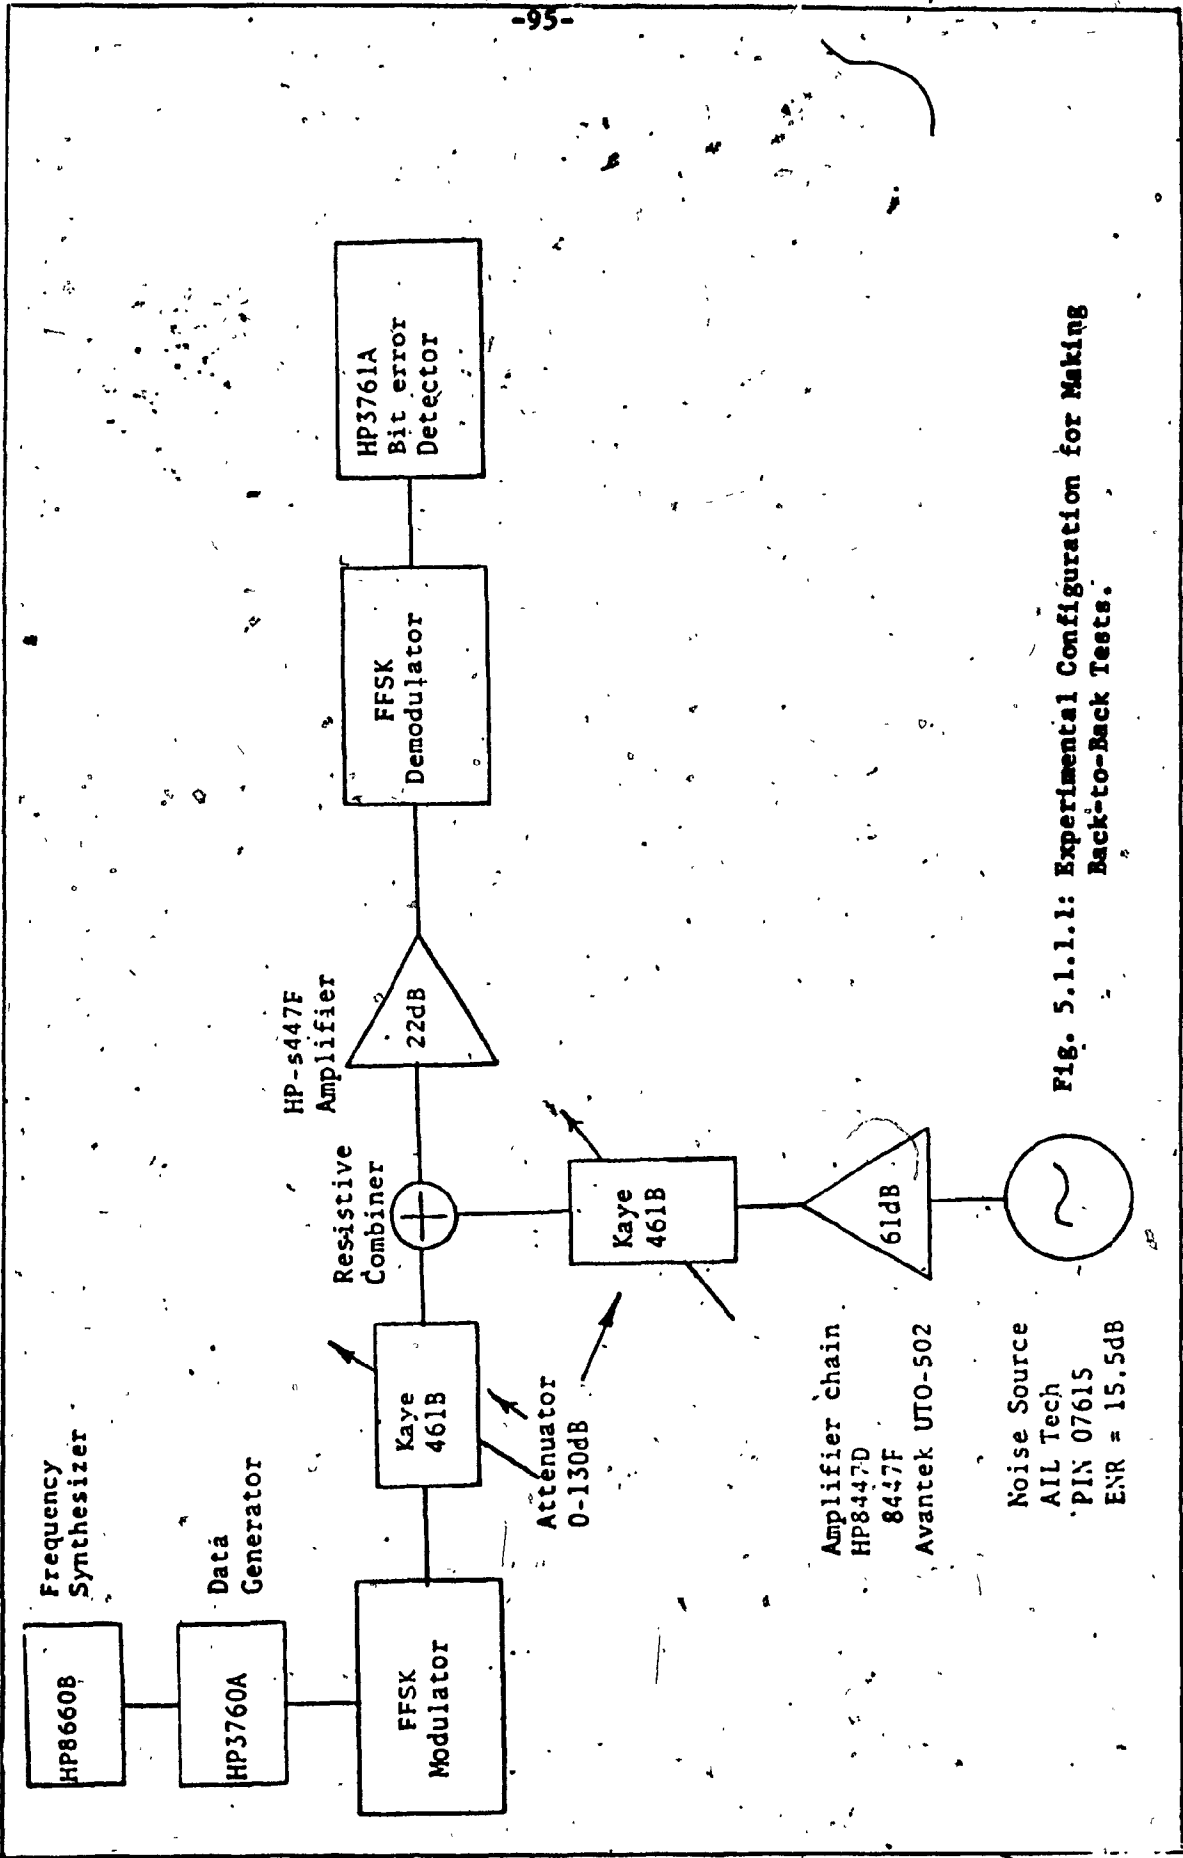 -95-
HP8660B
Frequency
Synthesizer
HP3760A
Data
Generator
FFSK
Modulator
Kaye
461B
Attenuator
0-130dB
Resistive
Combiner
HP-s447F
Amplifier
22dB
FFSK
Demodulator
HP3761A
Bit error
Detector
Kaye
461B
61dB
Amplifier chain
HP8447D
8447F
Avantek UTO-502
Noise Source
AIL Tech
PIN 07615
ENR = 15.5dB
Fig. 5.1.1.1: Experimental Configuration for Making
Back-to-Back Tests.